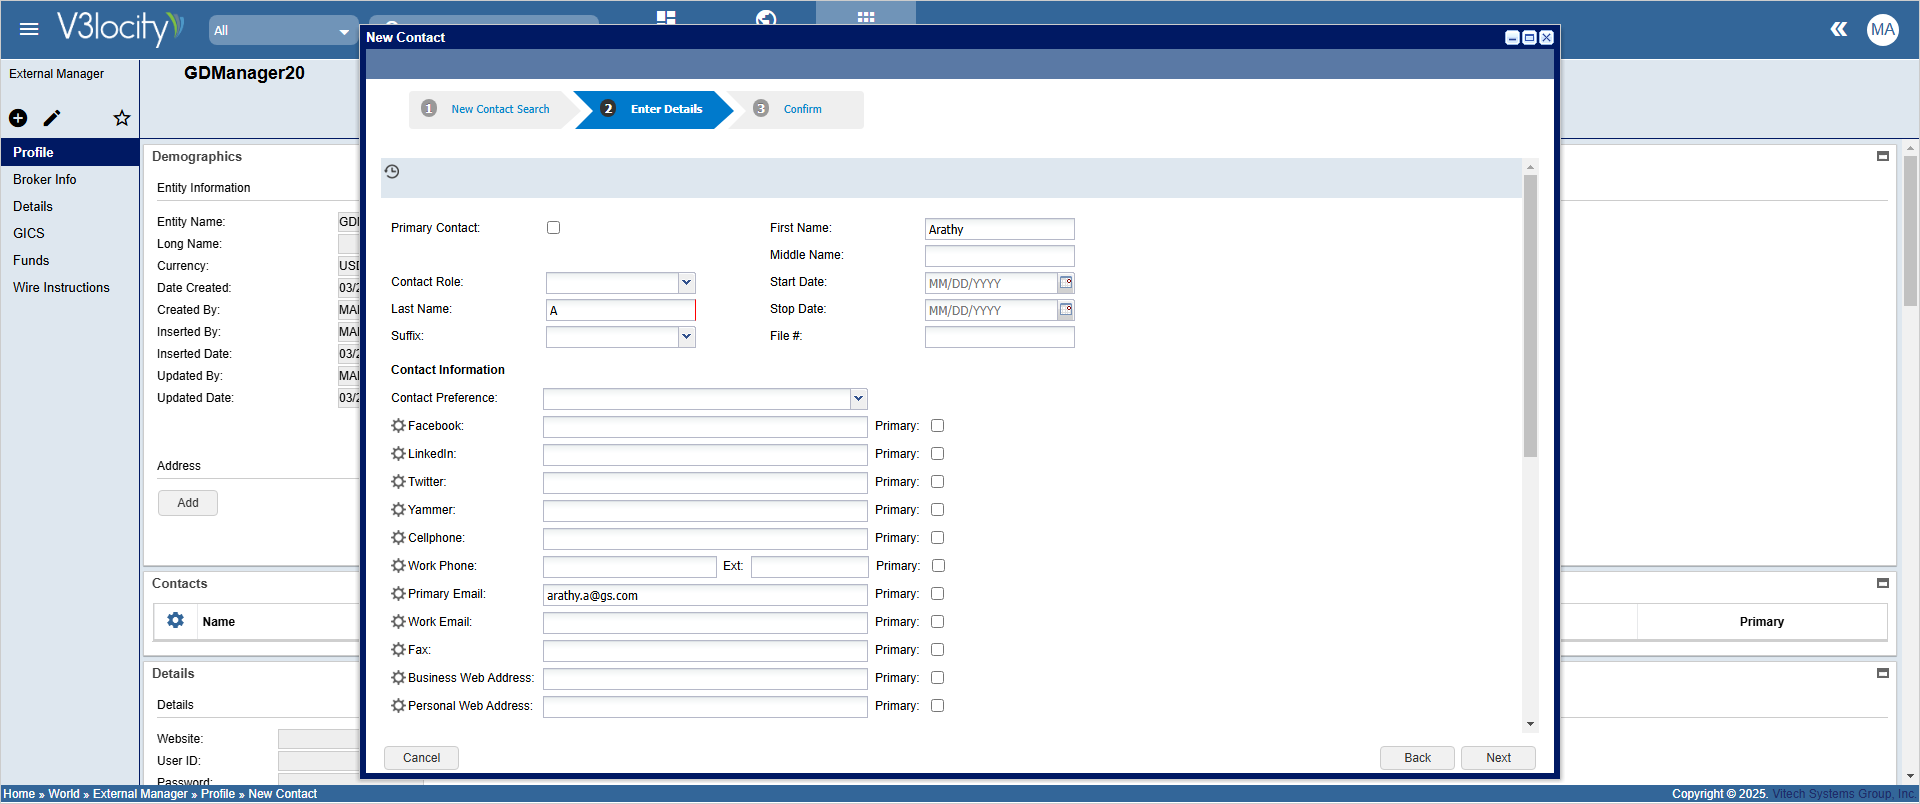 V3locity
All
MA
External Manager
GDManager20
Profile
Broker Info
Details
GICS
Funds
Wire Instructions
Demographics
Entity Information
Entity Name:
Long Name:
Currency:
Date Created: 03/2
Created By:
Inserted By:
Inserted Date: 03/2
Updated By:
Updated Date: 03/2
Address
Add
Contacts
Name
Primary
Details
Details
Website:
User ID:
Password:
New Contact
1 New Contact Search
2 Enter Details
3 Confirm
Primary Contact:
First Name: Arathy
Middle Name:
Contact Role:
Start Date: MM/DD/YYYY
Last Name: A
Stop Date: MM/DD/YYYY
Suffix:
File #:
Contact Information
Contact Preference:
Facebook: Primary:
LinkedIn: Primary:
Twitter: Primary:
Yammer: Primary:
Cellphone: Primary:
Work Phone: Ext: Primary:
Primary Email: arathy.a@gs.com Primary:
Work Email: Primary:
Fax: Primary:
Business Web Address: Primary:
Personal Web Address: Primary:
Cancel
Back
Next
Home » World » External Manager » Profile » New Contact
Copyright © 2025. Vitech Systems Group, Inc.